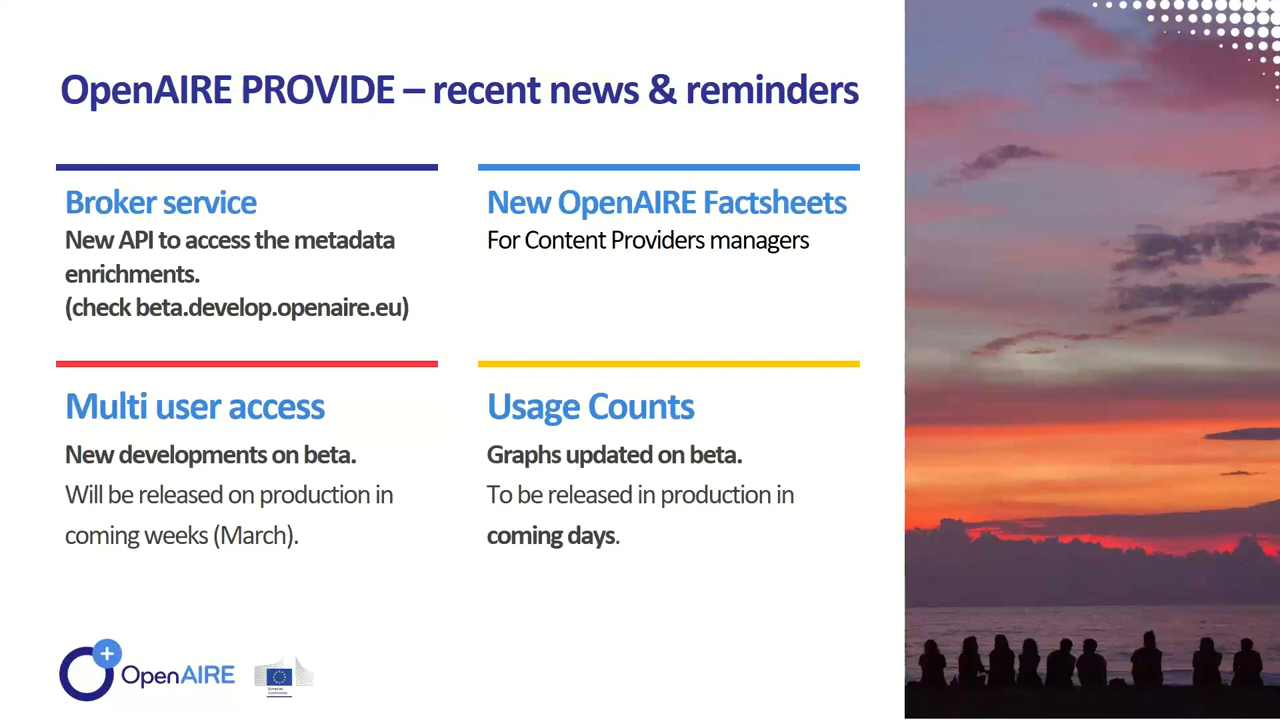 OpenAIRE PROVIDE – recent news & reminders
Broker service
New API to access the metadata
enrichments.
(check beta.develop.openaire.eu)
New OpenAIRE Factsheets
For Content Providers managers
Multi user access
New developments on beta.
Will be released on production in
coming weeks (March).
Usage Counts
Graphs updated on beta.
To be released in production in
coming days.
OpenAIRE